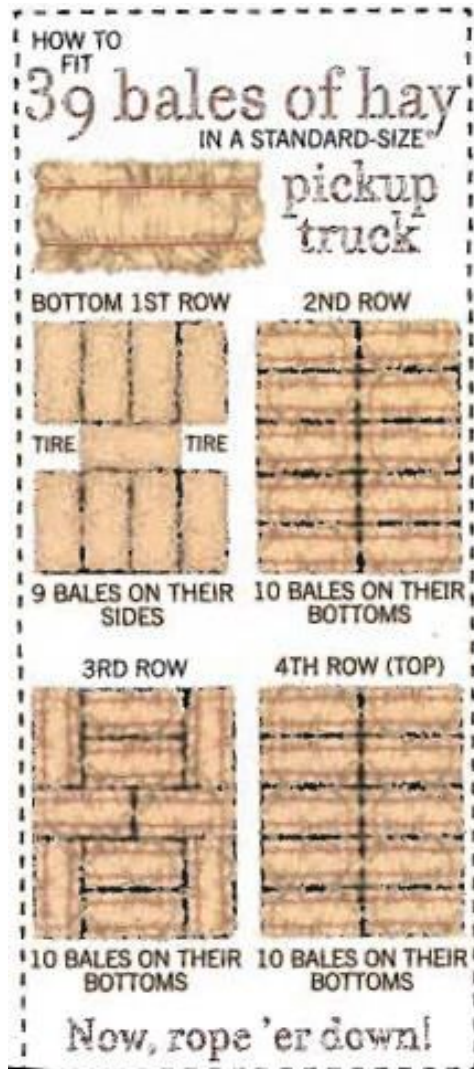 HOW TO
FIT
39 bales of hay
IN A STANDARD-SIZE
pickup
truck
BOTTOM 1ST ROW
2ND ROW
TIRE
TIRE
9 BALES ON THEIR
SIDES
10 BALES ON THEIR
BOTTOMS
3RD ROW
4TH ROW (TOP)
10 BALES ON THEIR
BOTTOMS
10 BALES ON THEIR
BOTTOMS
Now, rope 'er down!